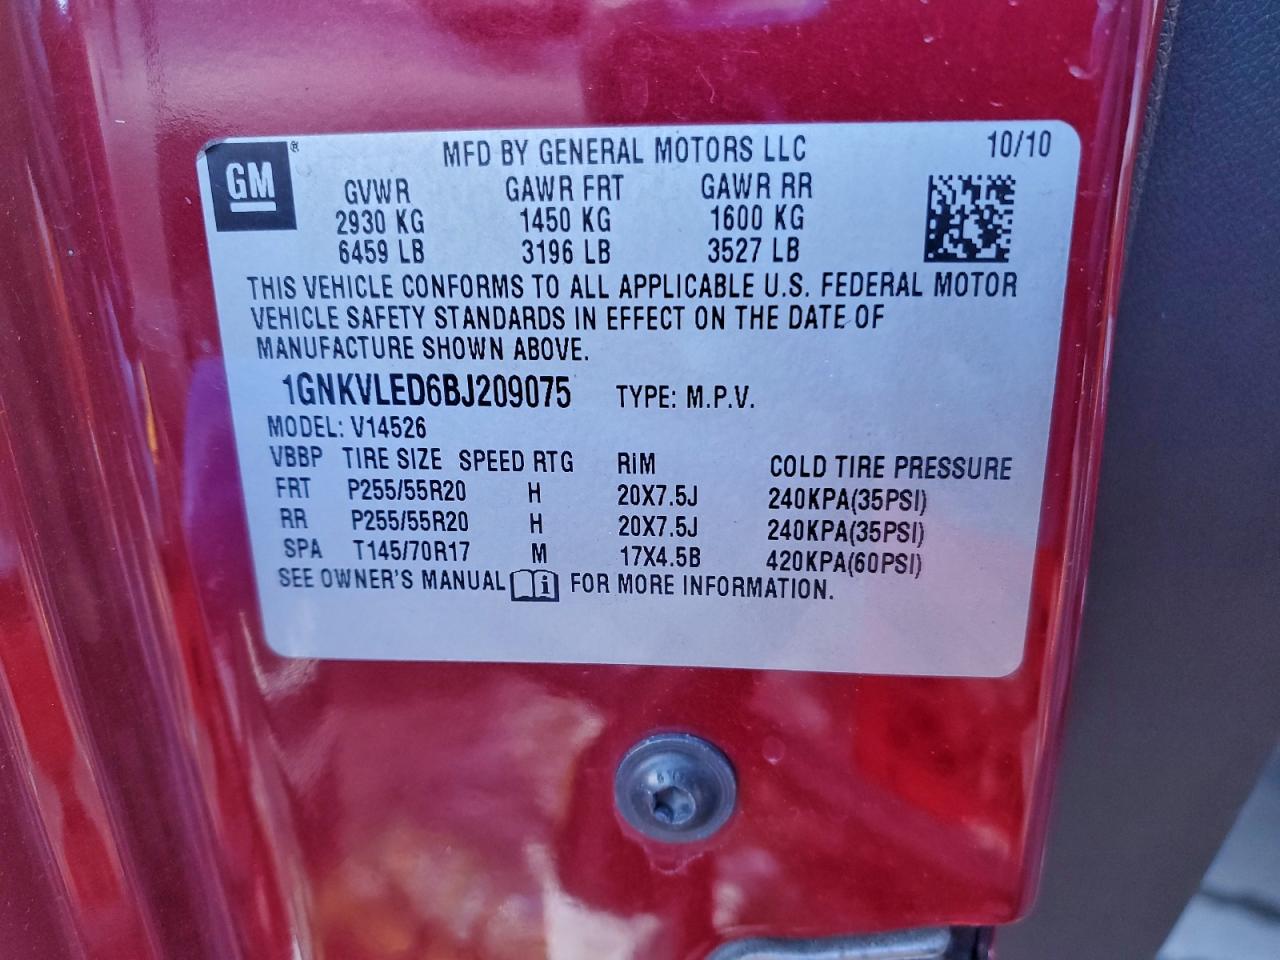 GM®
MFD BY GENERAL MOTORS LLC 10/10
GVWR GAWR FRT GAWR RR
2930 KG 1450 KG 1600 KG
6459 LB 3196 LB 3527 LB
THIS VEHICLE CONFORMS TO ALL APPLICABLE U.S. FEDERAL MOTOR
VEHICLE SAFETY STANDARDS IN EFFECT ON THE DATE OF
MANUFACTURE SHOWN ABOVE.
1GNKVLED6BJ209075 TYPE: M.P.V.
MODEL: V14526
VBBP TIRE SIZE SPEED RTG RiM COLD TIRE PRESSURE
FRT P255/55R20 H 20X7.5J 240KPA(35PSI)
RR P255/55R20 H 20X7.5J 240KPA(35PSI)
SPA T145/70R17 M 17X4.5B 420KPA(60PSI)
SEE OWNER'S MANUAL i FOR MORE INFORMATION.